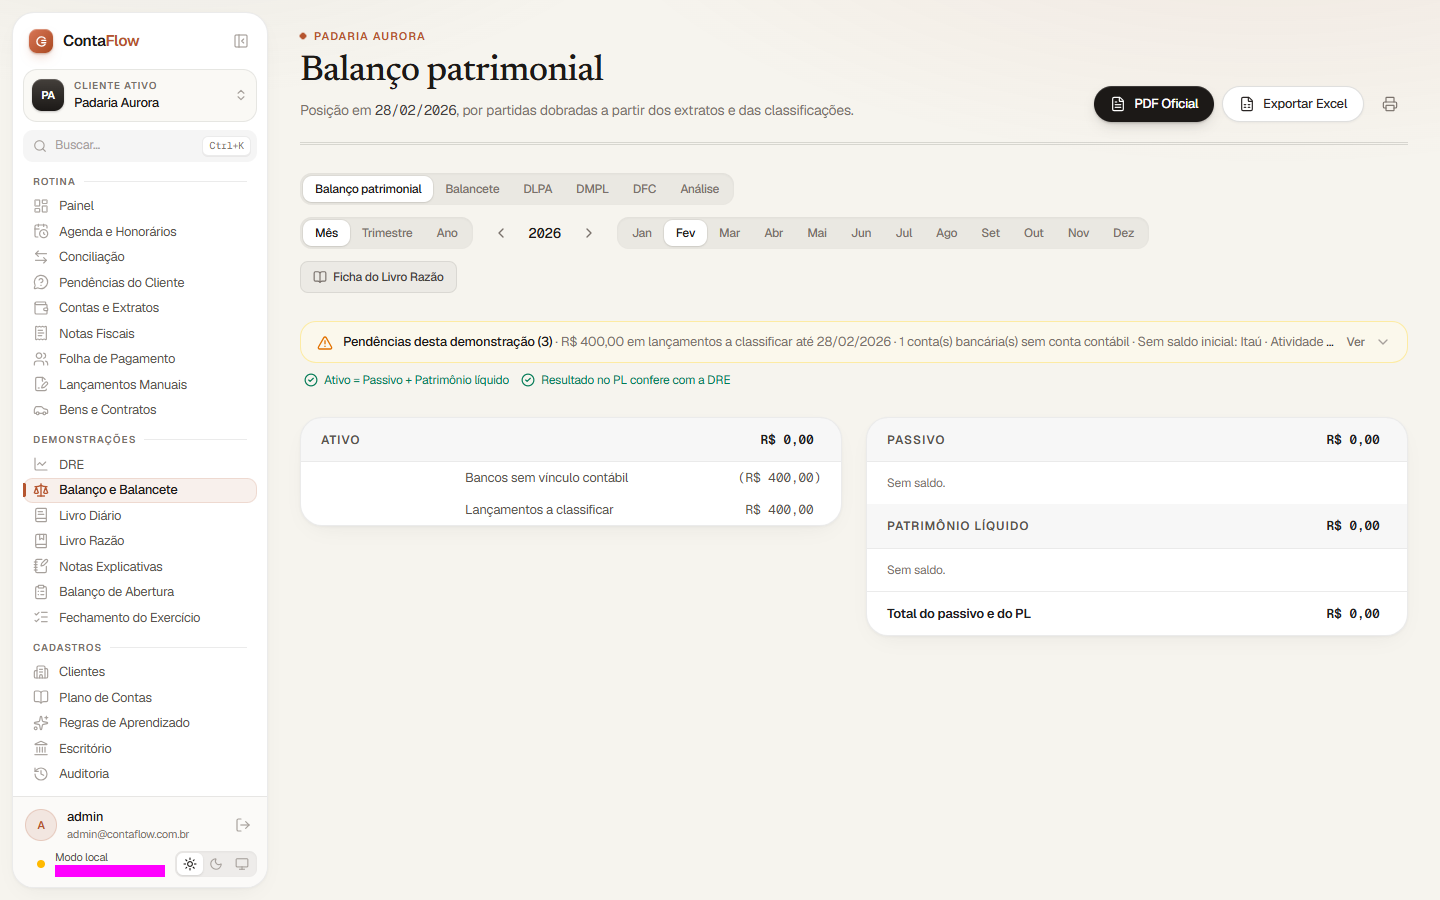 ContaFlow
PA
CLIENTE ATIVO
Padaria Aurora
Buscar...
Ctrl+K
ROTINA
Painel
Agenda e Honorários
Conciliação
Pendências do Cliente
Contas e Extratos
Notas Fiscais
Folha de Pagamento
Lançamentos Manuais
Bens e Contratos
DEMONSTRAÇÕES
DRE
Balanço e Balancete
Livro Diário
Livro Razão
Notas Explicativas
Balanço de Abertura
Fechamento do Exercício
CADASTROS
Clientes
Plano de Contas
Regras de Aprendizado
Escritório
Auditoria
A
admin
admin@contaflow.com.br
Modo local
PADARIA AURORA
Balanço patrimonial
Posição em 28/02/2026, por partidas dobradas a partir dos extratos e das classificações.
PDF Oficial
Exportar Excel
Balanço patrimonial Balancete DLPA DMPL DFC Análise
Mês Trimestre Ano 2026 Jan Fev Mar Abr Mai Jun Jul Ago Set Out Nov Dez
Ficha do Livro Razão
Pendências desta demonstração (3) · R$ 400,00 em lançamentos a classificar até 28/02/2026 · 1 conta(s) bancária(s) sem conta contábil · Sem saldo inicial: Itaú · Atividade ... Ver
Ativo = Passivo + Patrimônio líquido Resultado no PL confere com a DRE
ATIVO R$ 0,00
Bancos sem vínculo contábil (R$ 400,00)
Lançamentos a classificar R$ 400,00
PASSIVO R$ 0,00
Sem saldo.
PATRIMÔNIO LÍQUIDO R$ 0,00
Sem saldo.
Total do passivo e do PL R$ 0,00